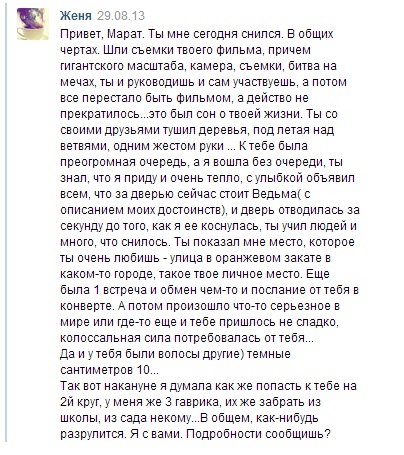 Женя 29.08.13
Привет, Марат. Ты мне сегодня снился. В общих
чертах. Шли съемки твоего фильма, причем
гигантского масштаба, камера, съемки, битва на
мечах, ты и руководишь и сам участвуешь, а потом
все перестало быть фильмом, а действо не
прекратилось...это был сон о твоей жизни. Ты со
своими друзьями тушил деревья, под летая над
ветвями, одним жестом руки ... К тебе была
преогромная очередь, а я вошла без очереди, ты
знал, что я приду и очень тепло, с улыбкой объявил
всем, что за дверью сейчас стоит Ведьма( с
описанием моих достоинств), и дверь отводилась за
секунду до того, как я ее коснулась, ты учил людей и
много, что снилось. Ты показал мне место, которое
ты очень любишь - улица в оранжевом закате в
каком-то городе, такое твое личное место. Еще
была 1 встреча и обмен чем-то и послание от тебя в
конверте. А потом произошло что-то серьезное в
мире или где-то еще и тебе пришлось не сладко,
колоссальная сила потребовалась от тебя...
Да и у тебя были волосы другие) темные
сантиметров 10...
Так вот накануне я думала как же попасть к тебе на
2й круг, у меня же 3 гаврика, их же забрать из
школы, из сада некому...В общем, как-нибудь
разрулится. Я с вами. Подробности сообщишь?